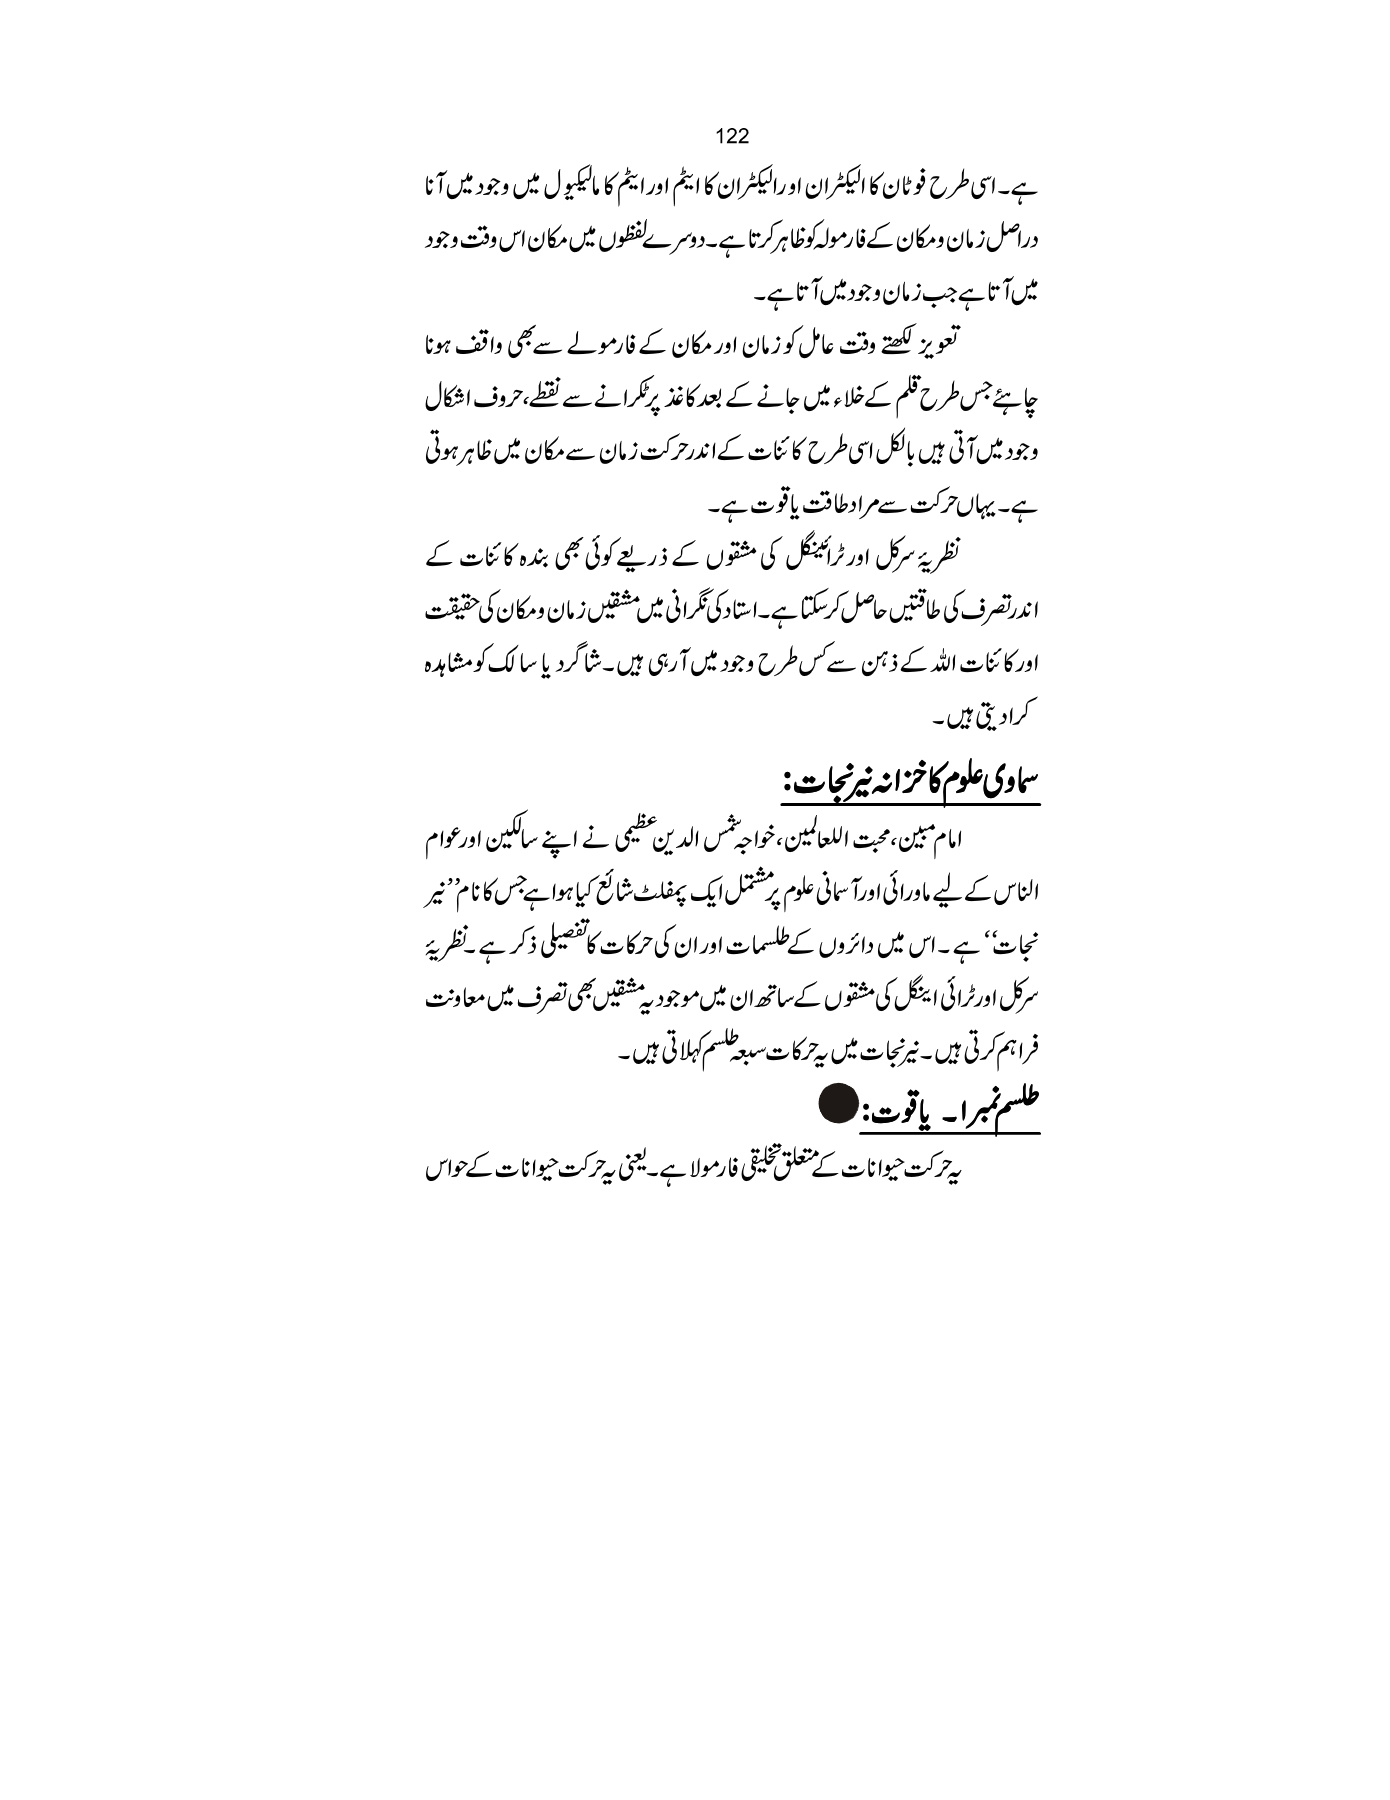 122
ہے۔اسی طرح فوٹان کا الیکٹران اورالیکٹران کا ایٹم اور ایٹم کا مالیکیول میں وجود میں آنا
دراصل زمان ومکان کے فارمولہ کو ظاہر کرتا ہے۔دوسرے لفظوں میں مکان اس وقت وجود
میں آتا ہے جب زمان وجود میں آتا ہے۔
تعویز لکھتے وقت عامل کو زمان اور مکان کے فارمولے سے بھی واقف ہونا
چاہئے جس طرح قلم کے خلاء میں جانے کے بعد کاغذ پر ٹکرانے سے نقطے،حروف اشکال
وجود میں آتی ہیں بالکل اسی طرح کائنات کے اندر حرکت زمان سے مکان میں ظاہر ہوتی
ہے۔یہاں حرکت سے مراد طاقت یا قوت ہے۔
نظریۂ سرکل اور ٹرائینگل کی مشقوں کے ذریعے کوئی بھی بندہ کائنات کے
اندر تصرف کی طاقتیں حاصل کرسکتا ہے۔استاد کی نگرانی میں مشقیں زمان ومکان کی حقیقت
اور کائنات اللہ کے ذہن سے کس طرح وجود میں آرہی ہیں۔شاگرد یا سالک کو مشاہدہ
کرادیتی ہیں۔
سماوی علوم کا خزانہ نیرنجات:
امام مبین،محبت اللعالمین،خواجہ شمس الدین عظیمی نے اپنے سالکین اور عوام
الناس کے لیے ماورائی اور آسمانی علوم پر مشتمل ایک پمفلٹ شائع کیا ہوا ہے جس کا نام ’’نیر
نجات‘‘ ہے۔اس میں دائروں کے طلسمات اور ان کی حرکات کا تفصیلی ذکر ہے۔نظریۂ
سرکل اور ٹرائی اینگل کی مشقوں کے ساتھ ان میں موجود یہ مشقیں بھی تصرف میں معاونت
فراہم کرتی ہیں۔نیرنجات میں یہ حرکات سبعہ طلسم کہلاتی ہیں۔
طلسم نمبر ۱۔ یا قوت:
یہ حرکت حیوانات کے متعلق تخلیقی فارمولا ہے۔یعنی یہ حرکت حیوانات کے حواس